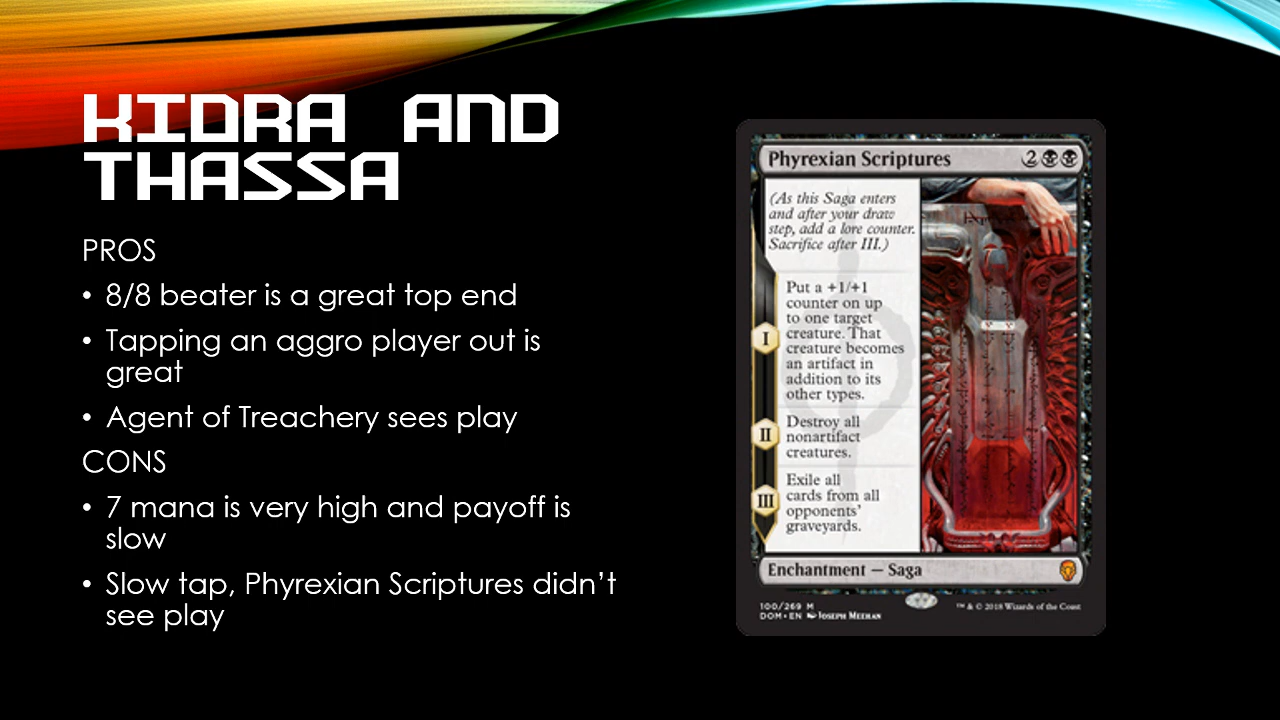 KIORA AND
THASSA
PROS
• 8/8 beater is a great top end
• Tapping an aggro player out is
great
• Agent of Treachery sees play
CONS
• 7 mana is very high and payoff is
slow
• Slow tap, Phyrexian Scriptures didn't
see play
Phyrexian Scriptures 2
(As this Saga enters
and after your draw
step, add a lore counter.
Sacrifice after III.)
I
Put a +1/+1
counter on up
to one target
creature. That
creature becomes
an artifact in
addition to its
other types.
II
Destroy all
nonartifact
creatures.
III
Exile all
cards from all
opponents'
graveyards.
Enchantment — Saga
100/269 M
DOM • EN Joseph Meehan
™ & © 2018 Wizards of the Coast